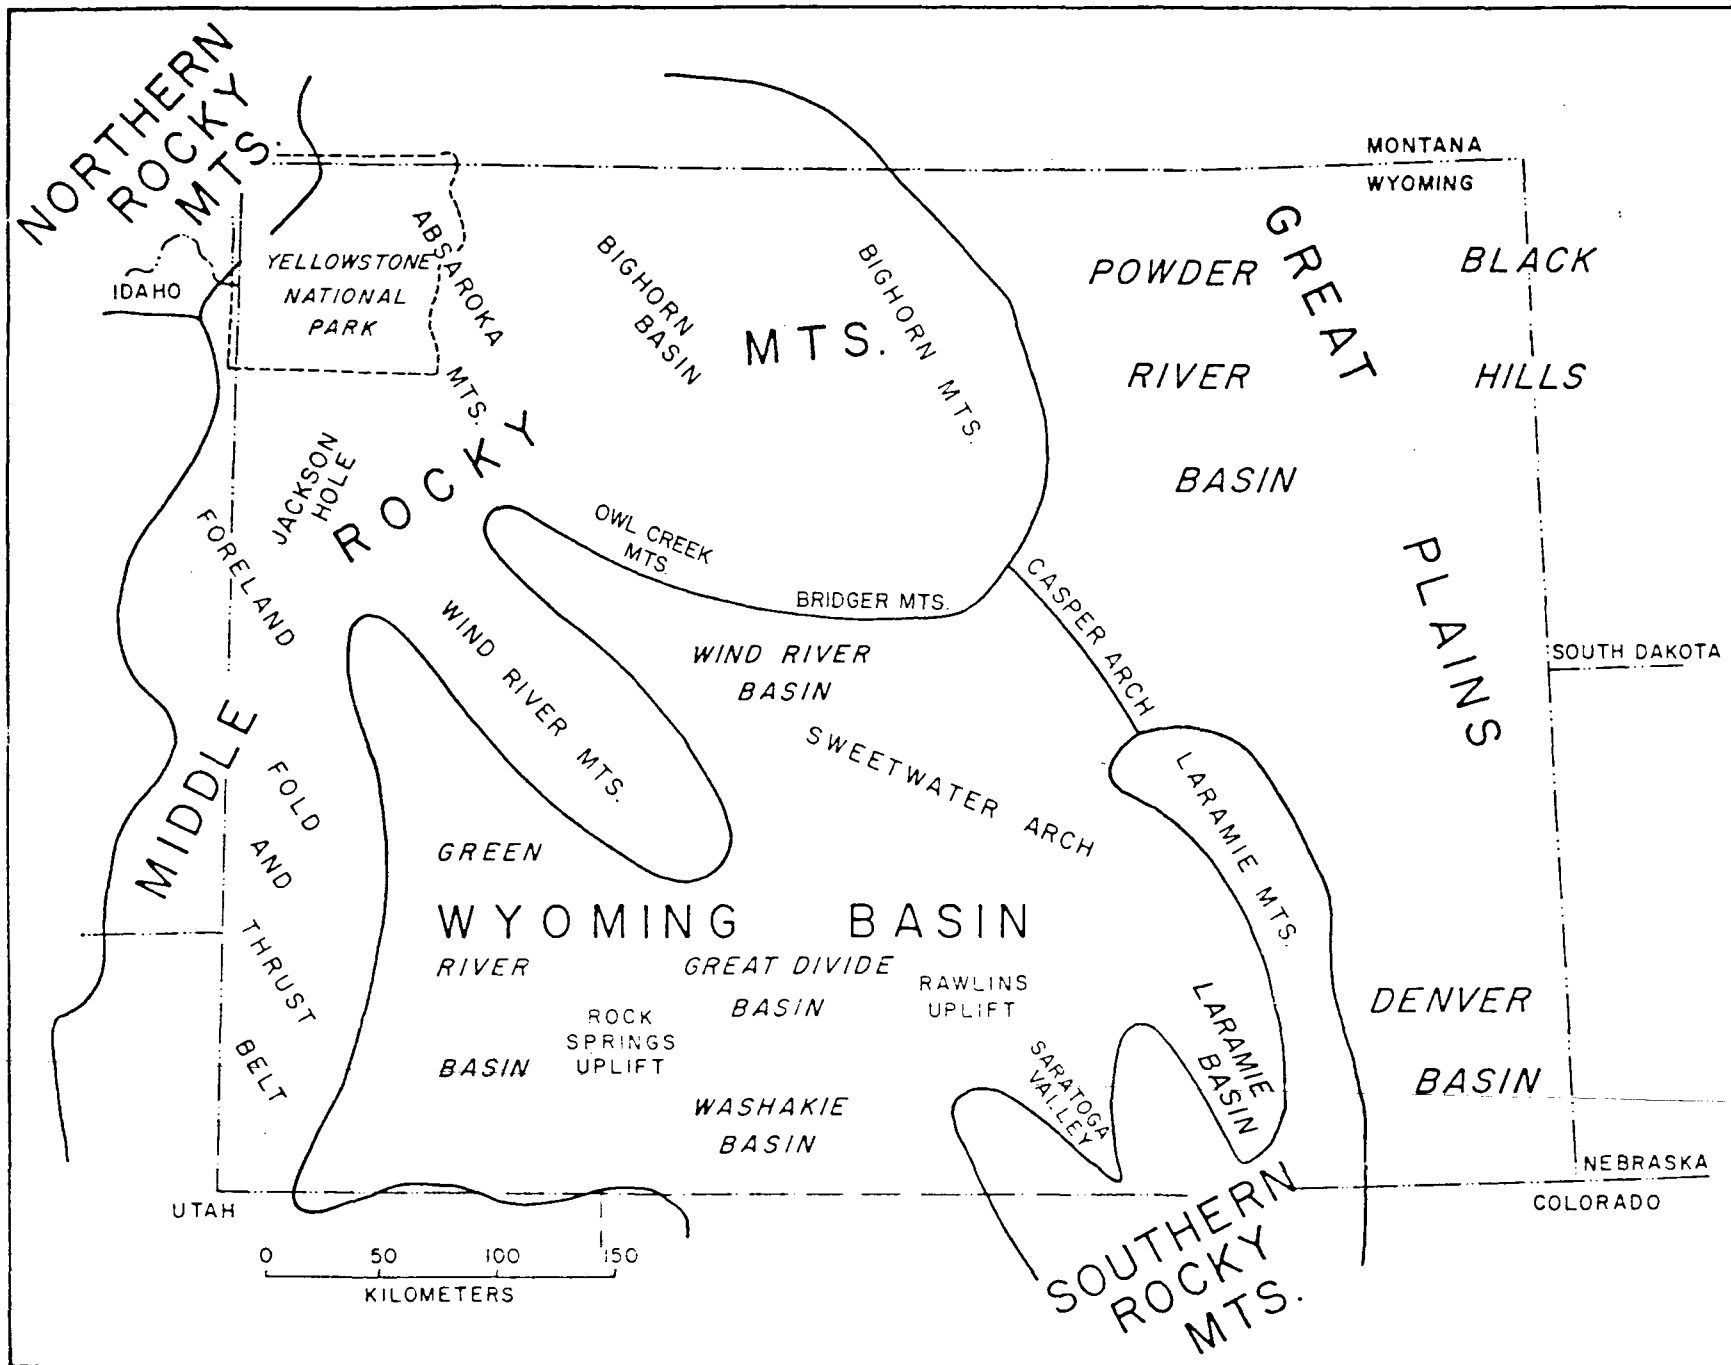 NORTHERN
ROCKY
MTS.
MONTANA
WYOMING
IDAHO
YELLOWSTONE
NATIONAL
PARK
ABSAROKA MTS.
BIGHORN
BASIN
BIGHORN MTS.
POWDER
RIVER
BASIN
BLACK
HILLS
GREAT PLAINS
MIDDLE ROCKY MTS.
JACKSON
HOLE
OWL CREEK
MTS.
BRIDGER MTS.
CASPER ARCH
FORELAND
FOLD
AND
THRUST
BELT
WIND RIVER MTS.
WIND RIVER
BASIN
SWEETWATER ARCH
SOUTH DAKOTA
LARAMIE MTS.
WYOMING BASIN
GREEN
RIVER
BASIN
GREAT DIVIDE
BASIN
RAWLINS
UPLIFT
ROCK
SPRINGS
UPLIFT
WASHAKIE
BASIN
SARATOGA
VALLEY
LARAMIE
BASIN
DENVER
BASIN
NEBRASKA
COLORADO
UTAH
SOUTHERN
ROCKY
MTS.
0 50 100 150
KILOMETERS